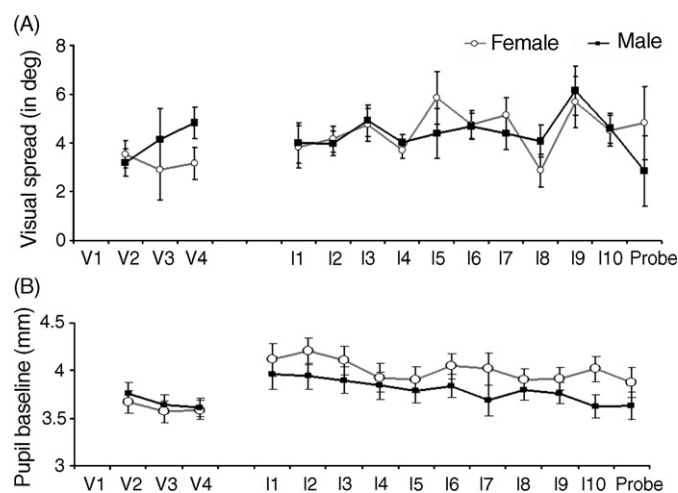 (A)
8
6
4
2
0
Visual spread (in deg)
Female Male
V1 V2 V3 V4 I1 I2 I3 I4 I5 I6 I7 I8 I9 I10 Probe
(B)
4.5
4
3.5
3
Pupil baseline (mm)
V1 V2 V3 V4 I1 I2 I3 I4 I5 I6 I7 I8 I9 I10 Probe